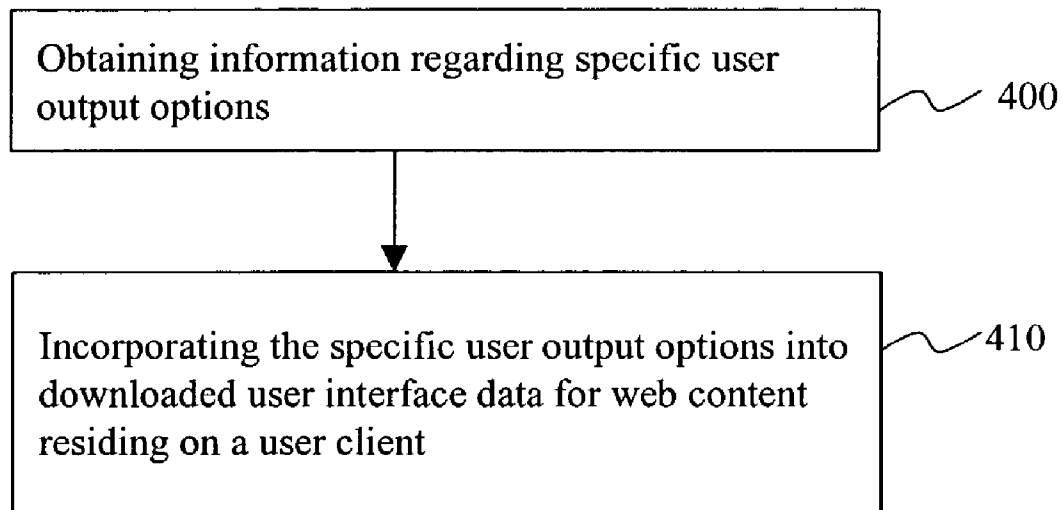 Obtaining information regarding specific user
output options
400
Incorporating the specific user output options into
downloaded user interface data for web content
residing on a user client
410